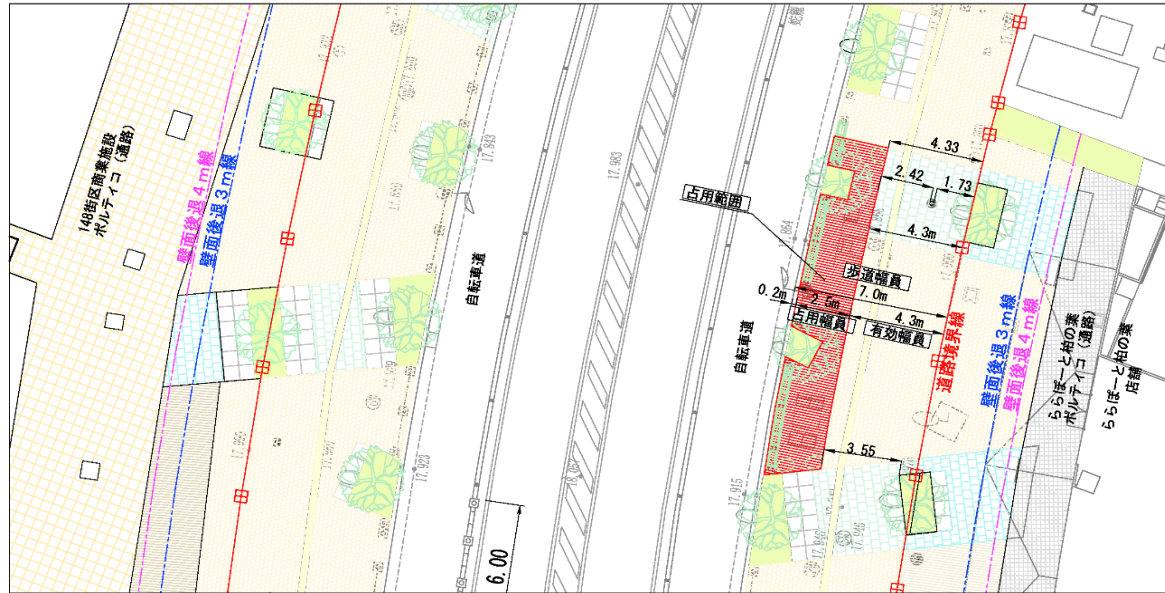 148街区商業施設
ポルティコ（通路）
壁面後退4m線
壁面後退3m線
自転車道
17.843
17.983
17.923
6.00
占用範囲
自転車道
17.864
17.915
4.33
2.42
1.73
4.3m
歩道幅員
7.0m
0.2m
2.5m
4.3m
占用幅員
有効幅員
道路境界線
3.55
壁面後退3m線
壁面後退4m線
ららぽーと柏の葉
ポルティコ（通路）
ららぽーと柏の葉
店舗